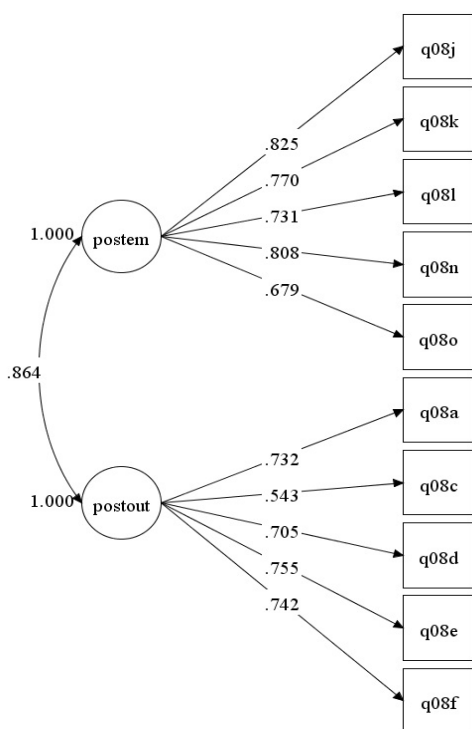 q08j
q08k
.825
.770
q08l
.731
1.000
postem
.808
q08n
.679
q08o
.864
q08a
.732
q08c
.543
1.000
postout
.705
q08d
.755
.742
q08e
q08f